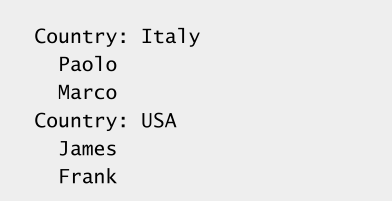 Country: Italy
  Paolo
  Marco
Country: USA
  James
  Frank